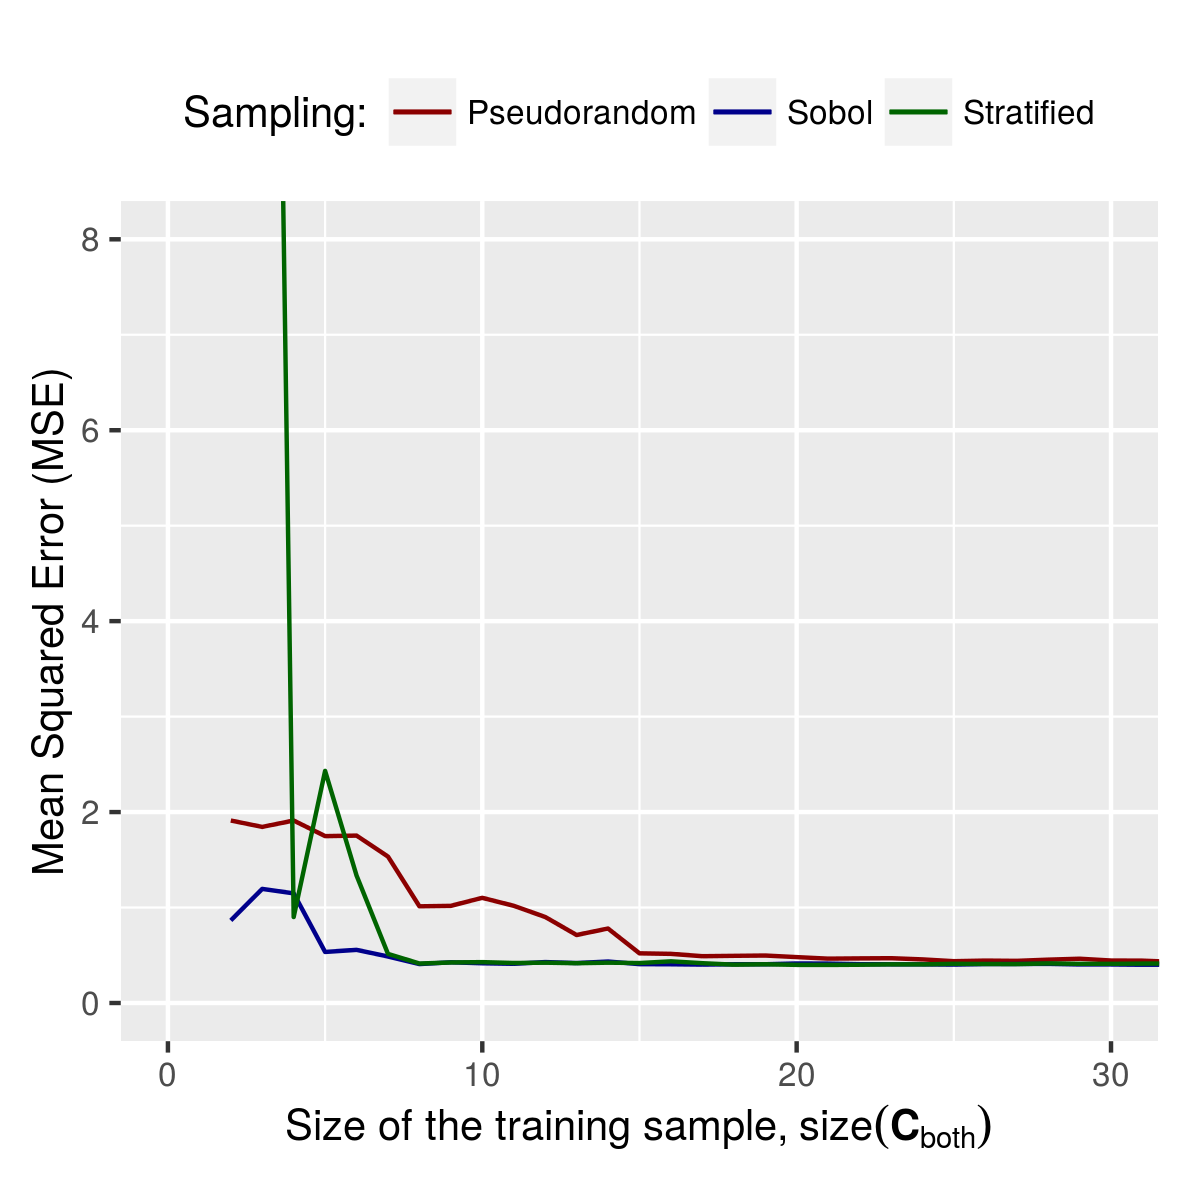 Sampling: Pseudorandom Sobol Stratified
Mean Squared Error (MSE)
8
6
4
2
0
0 10 20 30
Size of the training sample, size(C_both)